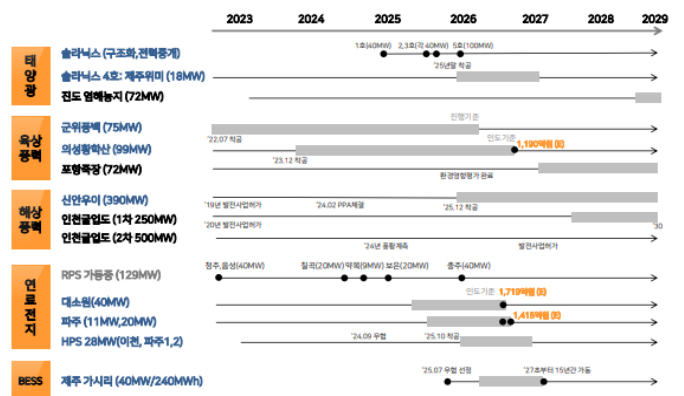 2023 2024 2025 2026 2027 2028 2029
태양광
1호(40MW) 2,3호(각 40MW) 5호(100MW)
솔라닉스 (구조화,전력중개)
'25년말 착공
솔라닉스 4호: 제주위미 (18MW)
진도 염해농지 (72MW)
육상풍력
진행기준
군위풍백 (75MW)
'22.07 착공
인도기준 1,190억원 (E)
의성황학산 (99MW)
'23.12 착공
포항죽장 (72MW)
환경영향평가 완료
해상풍력
신안우이 (390MW)
'19년 발전사업허가 '24.02 PPA체결 '25.12 착공
인천굴업도 (1차 250MW)
'20년 발전사업허가 '30
인천굴업도 (2차 500MW)
'24년 풍황계측 발전사업허가
연료전지
청주,음성(40MW) 칠곡(20MW) 약목(9MW) 보은(20MW) 충주(40MW)
RPS 가동중 (129MW)
인도기준 1,719억원 (E)
대소원(40MW)
1,415억원 (E)
파주 (11MW,20MW)
'24.09 우협 '25.10 착공
HPS 28MW(이천, 파주1,2)
BESS
'25.07 우협 선정 '27초부터 15년간 가동
제주 가시리 (40MW/240MWh)